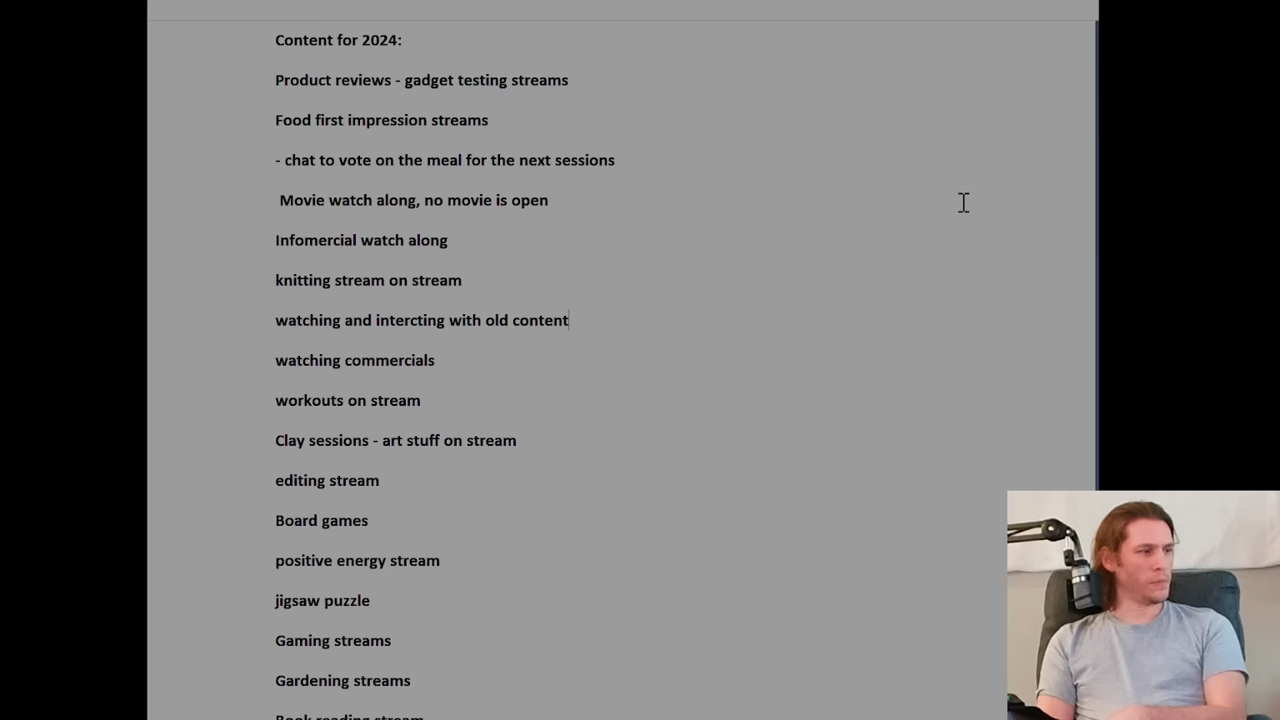 Content for 2024:
Product reviews - gadget testing streams
Food first impression streams
- chat to vote on the meal for the next sessions
Movie watch along, no movie is open
Infomercial watch along
knitting stream on stream
watching and intercting with old content
watching commercials
workouts on stream
Clay sessions - art stuff on stream
editing stream
Board games
positive energy stream
jigsaw puzzle
Gaming streams
Gardening streams
Book reading stream